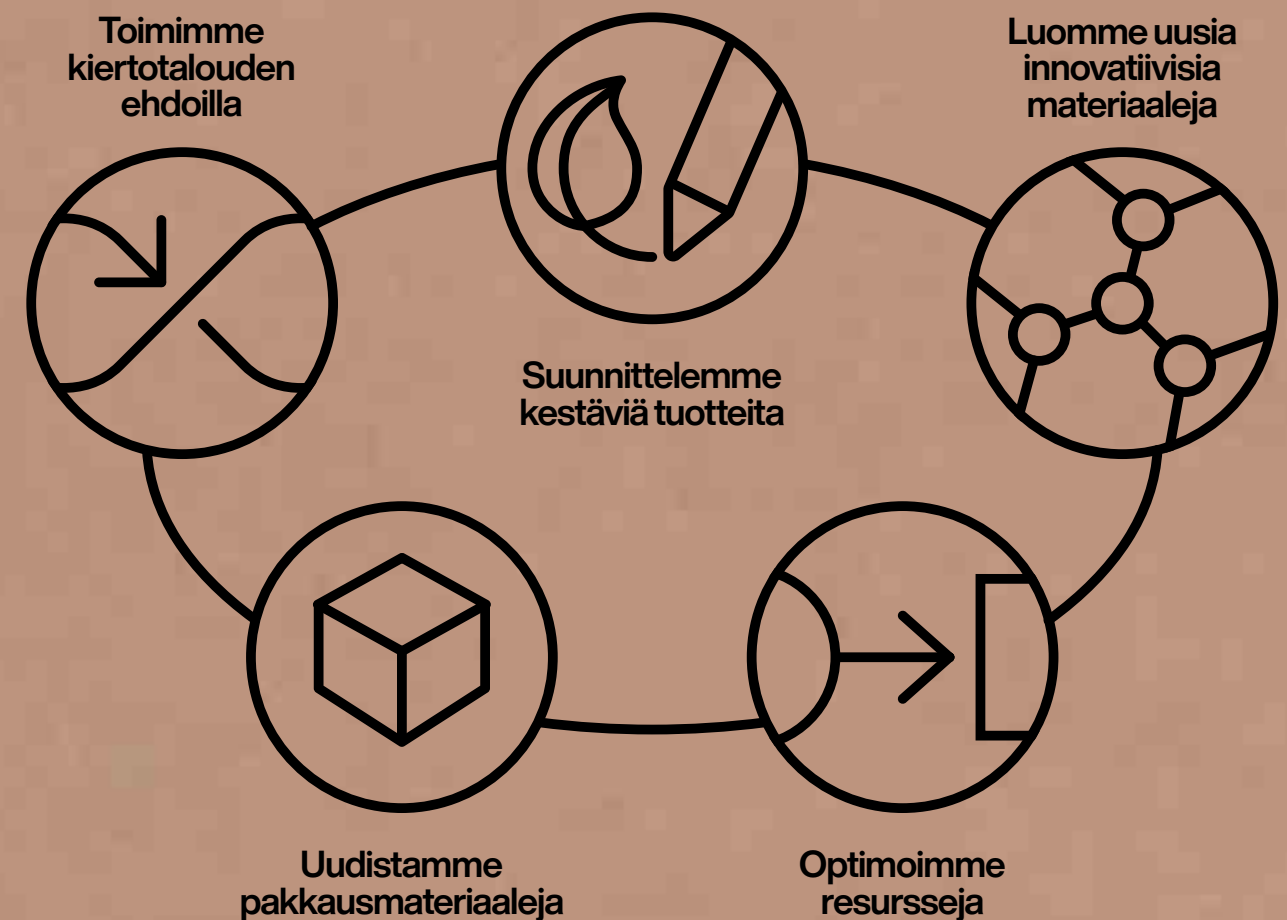 Toimimme
kiertotalouden
ehdoilla
Luomme uusia
innovatiivisia
materiaaleja
Suunnittelemme
kestäviä tuotteita
Uudistamme
pakkausmateriaaleja
Optimoimme
resursseja